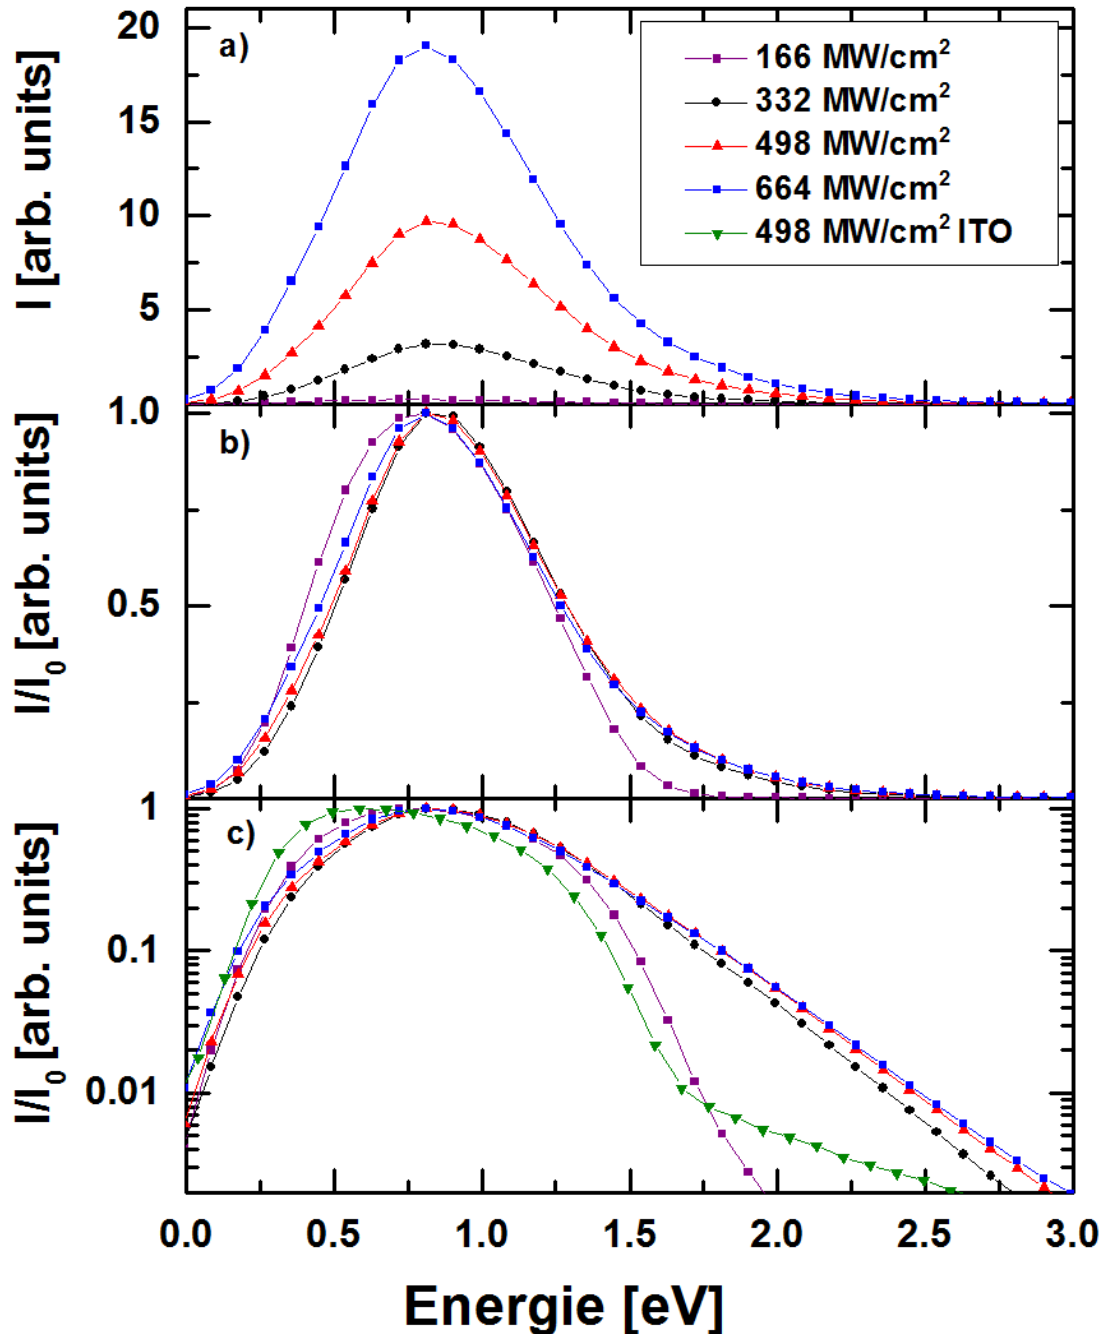 a)
20
15
10
5
I [arb. units]
166 MW/cm²
332 MW/cm²
498 MW/cm²
664 MW/cm²
498 MW/cm² ITO
b)
1.0
0.5
I/I₀ [arb. units]
c)
1
0.1
0.01
I/I₀ [arb. units]
0.0 0.5 1.0 1.5 2.0 2.5 3.0
Energie [eV]